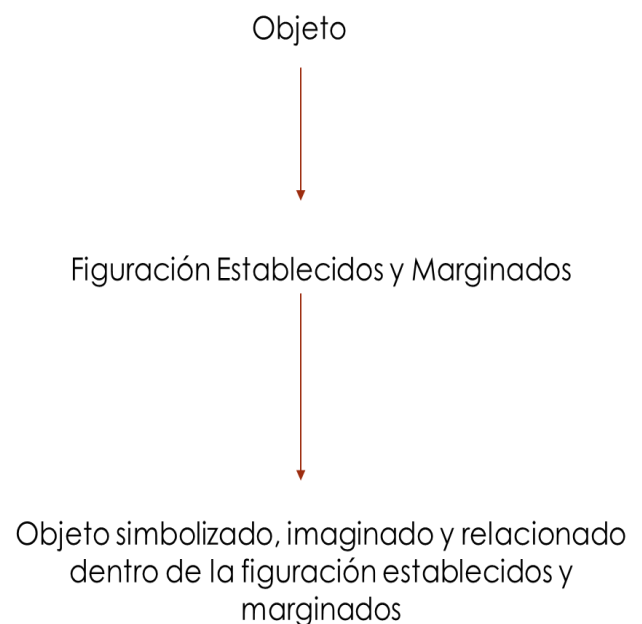 Objeto
Figuración Establecidos y Marginados
Objeto simbolizado, imaginado y relacionado
dentro de la figuración establecidos y
marginados